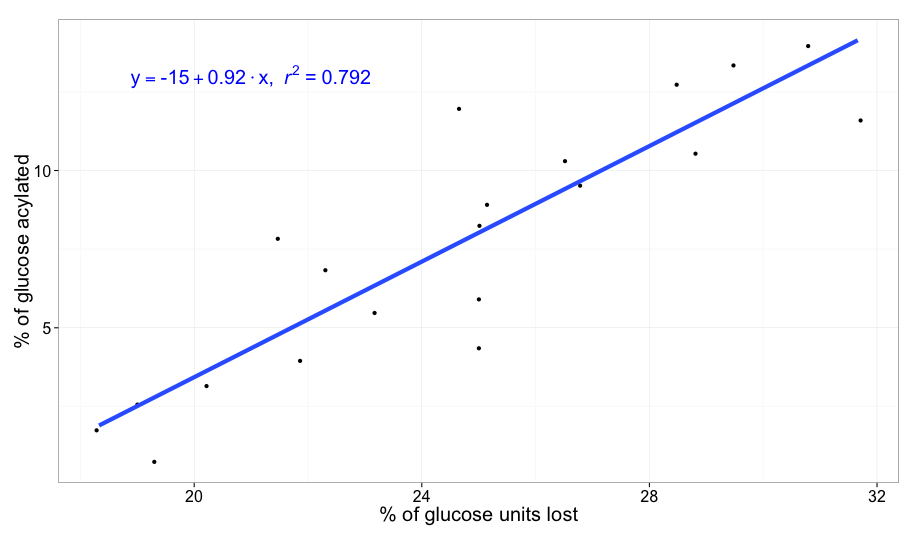 y = -15 + 0.92 · x, r² = 0.792
% of glucose acylated
10
5
20 24 28 32
% of glucose units lost